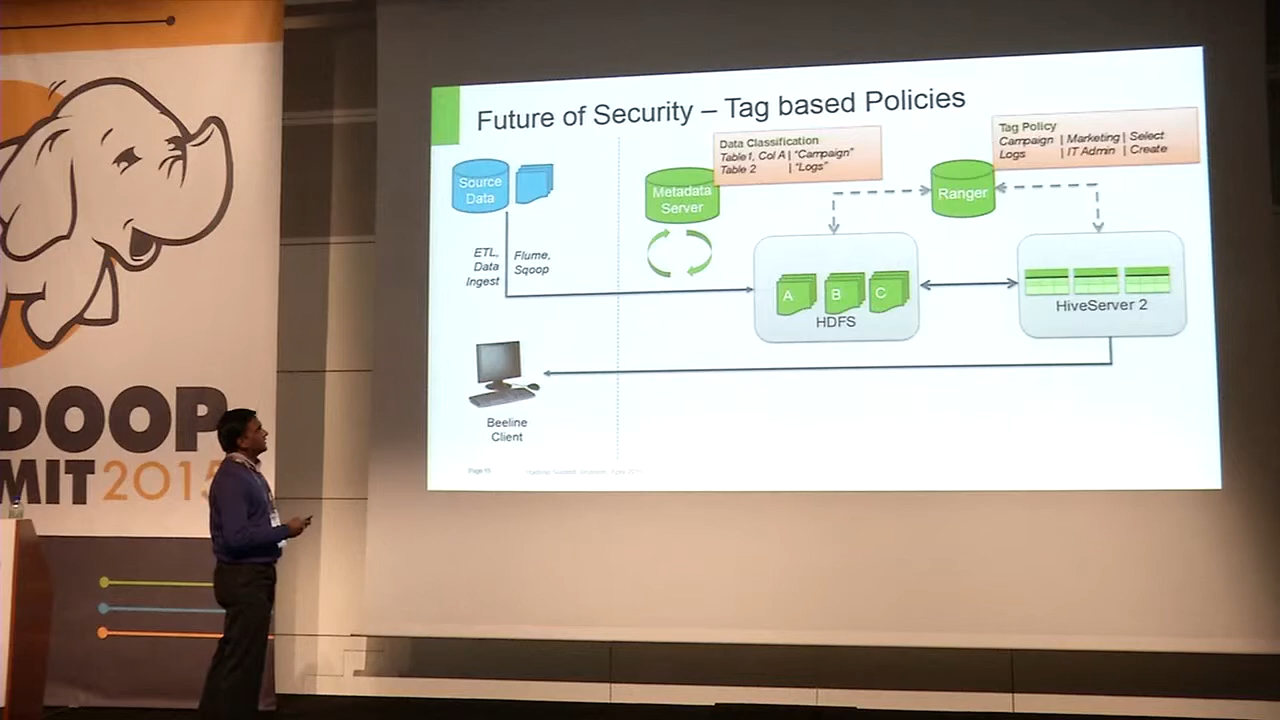 Future of Security – Tag based Policies
Data Classification
Table1, Col A | "Campaign"
Table 2 | "Logs"
Tag Policy
Campaign | Marketing | Select
Logs | IT Admin | Create
Source
Data
Metadata
Server
Ranger
ETL,
Data
Ingest
Flume,
Sqoop
A
B
C
HDFS
HiveServer 2
Beeline
Client
DOOP
MIT 2015